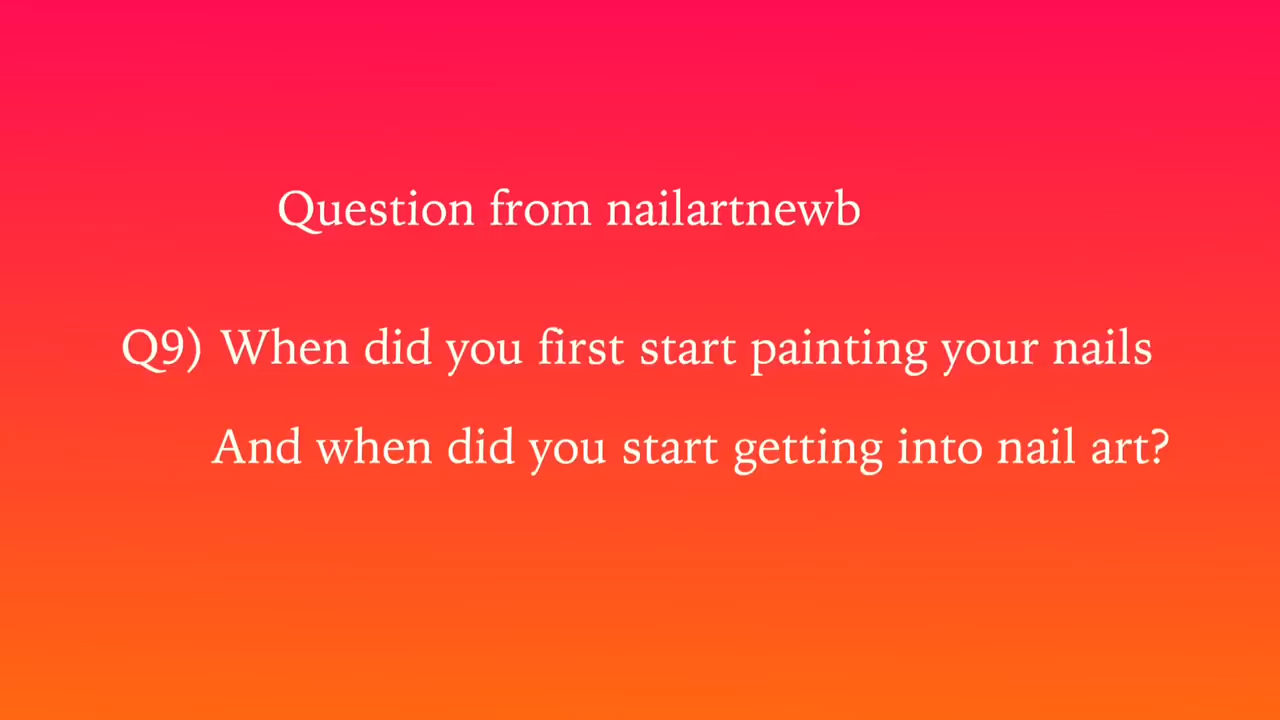 Question from nailartnewb
Q9) When did you first start painting your nails
And when did you start getting into nail art?